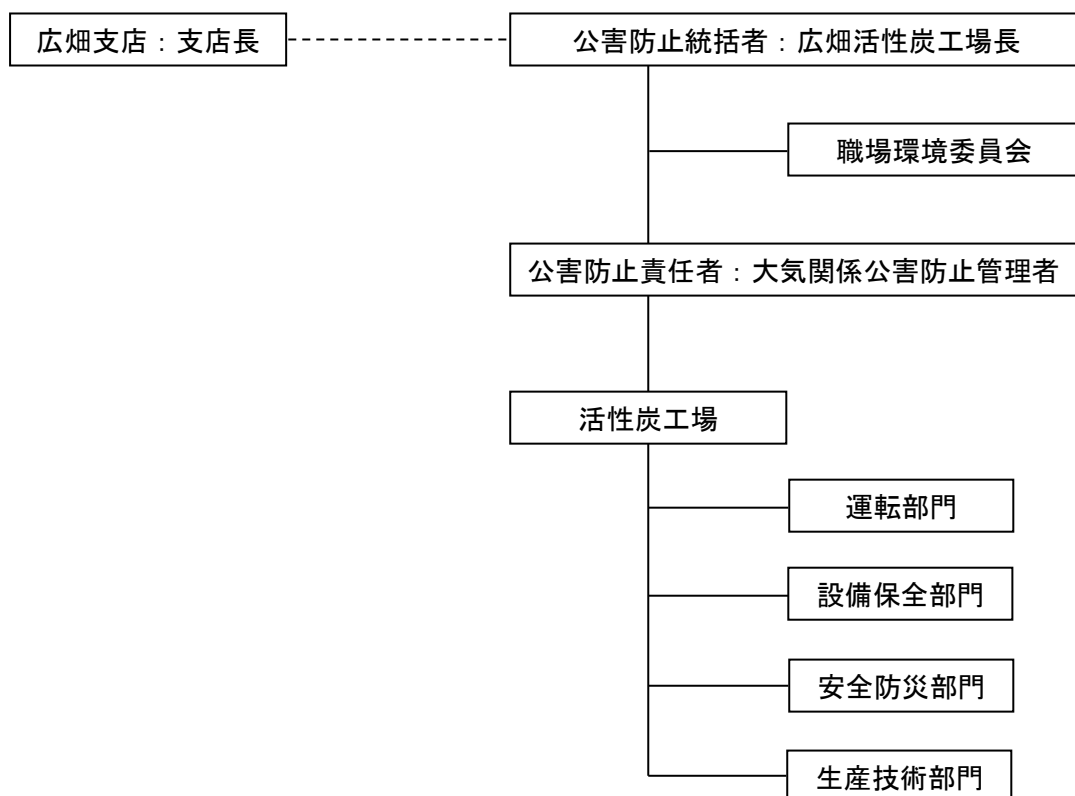 広畑支店：支店長
公害防止統括者：広畑活性炭工場長
職場環境委員会
公害防止責任者：大気関係公害防止管理者
活性炭工場
運転部門
設備保全部門
安全防災部門
生産技術部門